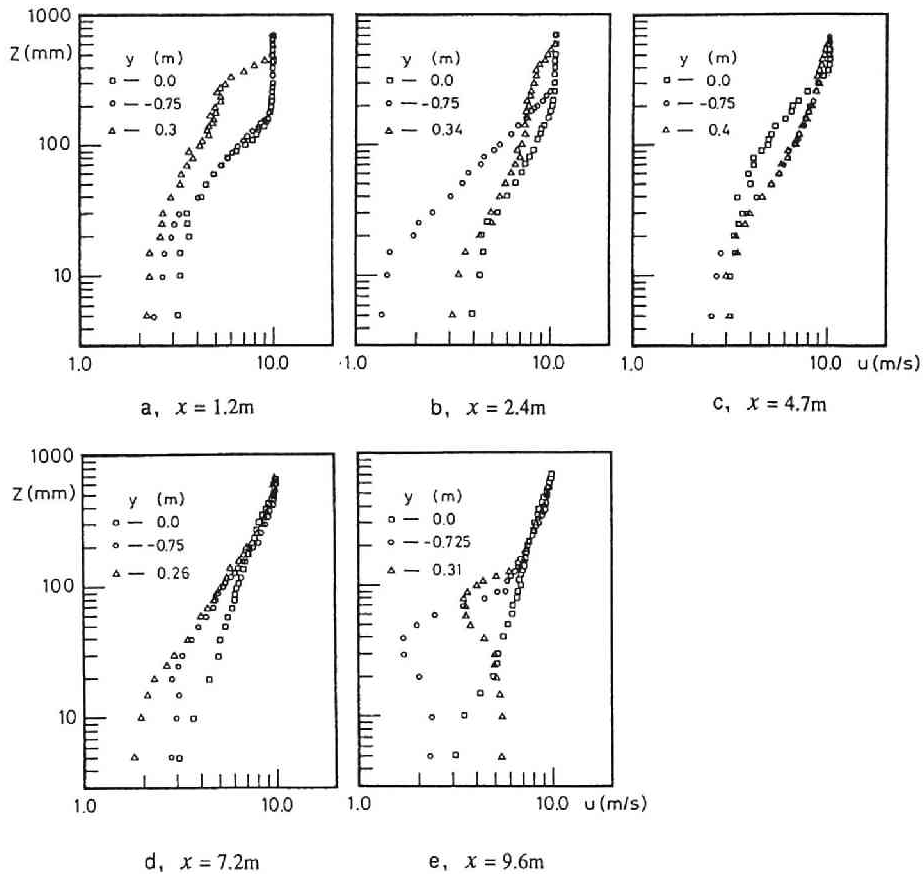 1000
Z (mm)
y (m)
□ — 0.0
○ — -0.75
△ — 0.3
100
10
1.0 10.0
a, x = 1.2m
y (m)
□ — 0.0
○ — -0.75
△ — 0.34
1.0 10.0
b, x = 2.4m
y (m)
□ — 0.0
○ — -0.75
△ — 0.4
1.0 10.0 u (m/s)
c, x = 4.7m
1000
Z (mm)
y (m)
○ — 0.0
○ — -0.75
△ — 0.26
100
10
1.0 10.0
d, x = 7.2m
y (m)
□ — 0.0
○ — -0.725
△ — 0.31
1.0 10.0 u (m/s)
e, x = 9.6m